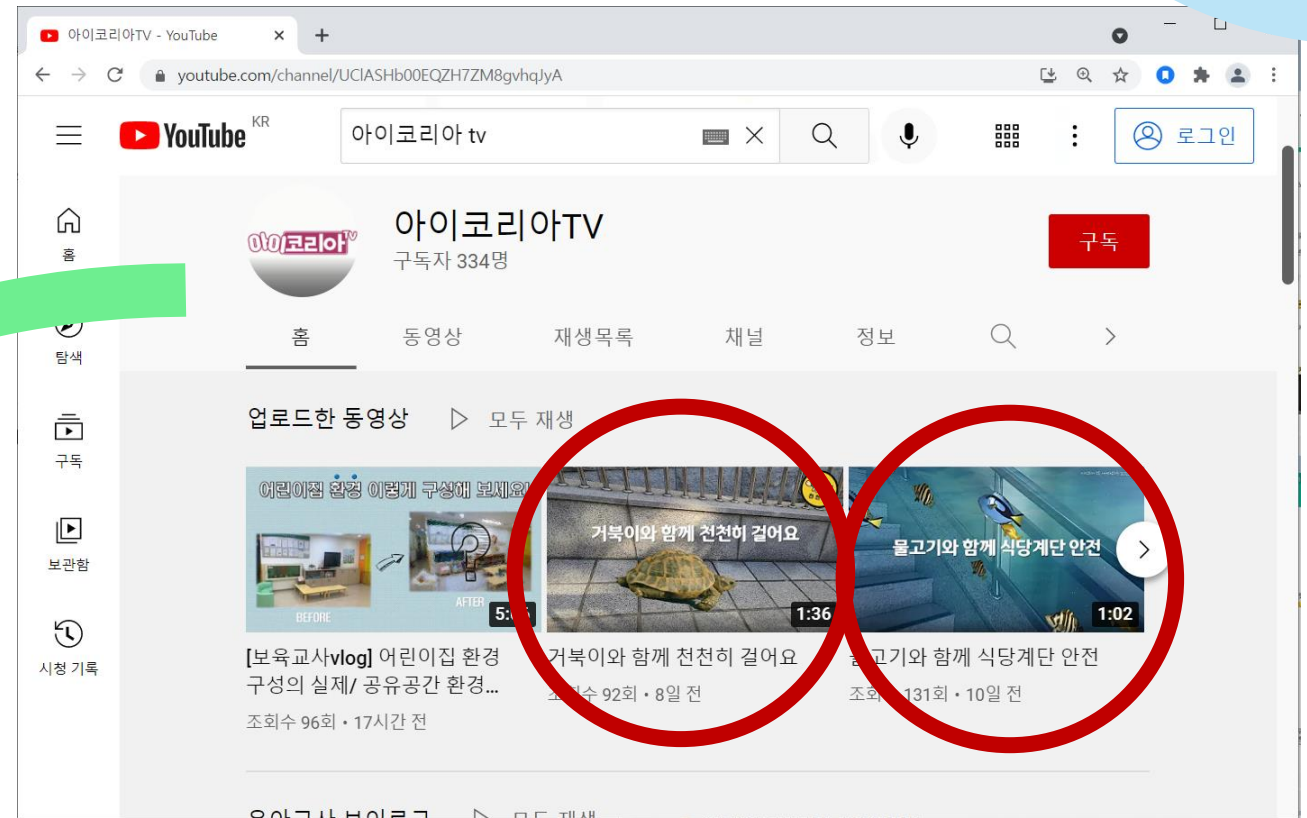 아이코리아TV - YouTube
youtube.com/channel/UClASHb00EQZH7ZM8gvhqJyA
YouTube KR
아이코리아 tv
로그인
홈
탐색
구독
보관함
시청 기록
아이코리아TV
아이코리아TV
구독자 334명
구독
홈 동영상 재생목록 채널 정보
업로드한 동영상 모두 재생
어린이집 환경 이렇게 구성해 보세요!
BEFORE
AFTER
거북이와 함께 천천히 걸어요
1:36
물고기와 함께 식당계단 안전
1:02
[보육교사vlog] 어린이집 환경
구성의 실제/ 공유공간 환경...
조회수 96회 • 17시간 전
거북이와 함께 천천히 걸어요
92회 • 8일 전
함께 식당계단 안전
131회 • 10일 전
모두 재생